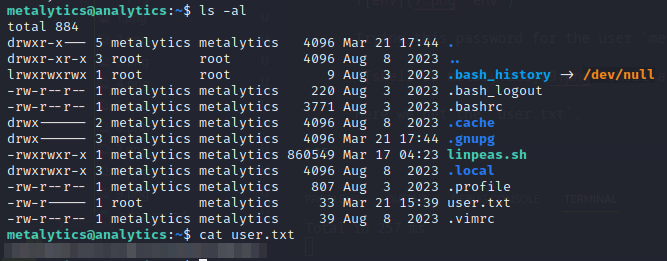 metalytics@analytics:~$ ls -al
total 884
drwxr-x--- 5 metalytics metalytics 4096 Mar 21 17:44 .
drwxr-xr-x 3 root root 4096 Aug 8 2023 ..
lrwxrwxrwx 1 root root 9 Aug 3 2023 .bash_history → /dev/null
-rw-r--r-- 1 metalytics metalytics 220 Aug 3 2023 .bash_logout
-rw-r--r-- 1 metalytics metalytics 3771 Aug 3 2023 .bashrc
drwx------ 2 metalytics metalytics 4096 Aug 8 2023 .cache
drwx------ 3 metalytics metalytics 4096 Mar 21 17:44 .gnupg
-rwxrwxr-x 1 metalytics metalytics 860549 Mar 17 04:23 linpeas.sh
drwxrwxr-x 3 metalytics metalytics 4096 Aug 8 2023 .local
-rw-r--r-- 1 metalytics metalytics 807 Aug 3 2023 .profile
-rw-r----- 1 root metalytics 33 Mar 21 15:39 user.txt
-rw-r--r-- 1 metalytics metalytics 39 Aug 8 2023 .vimrc
metalytics@analytics:~$ cat user.txt